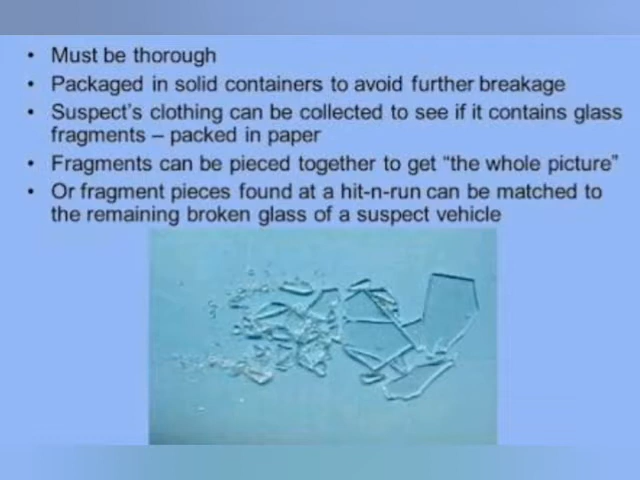 • Must be thorough
• Packaged in solid containers to avoid further breakage
• Suspect's clothing can be collected to see if it contains glass
fragments – packed in paper
• Fragments can be pieced together to get “the whole picture”
• Or fragment pieces found at a hit-n-run can be matched to
the remaining broken glass of a suspect vehicle